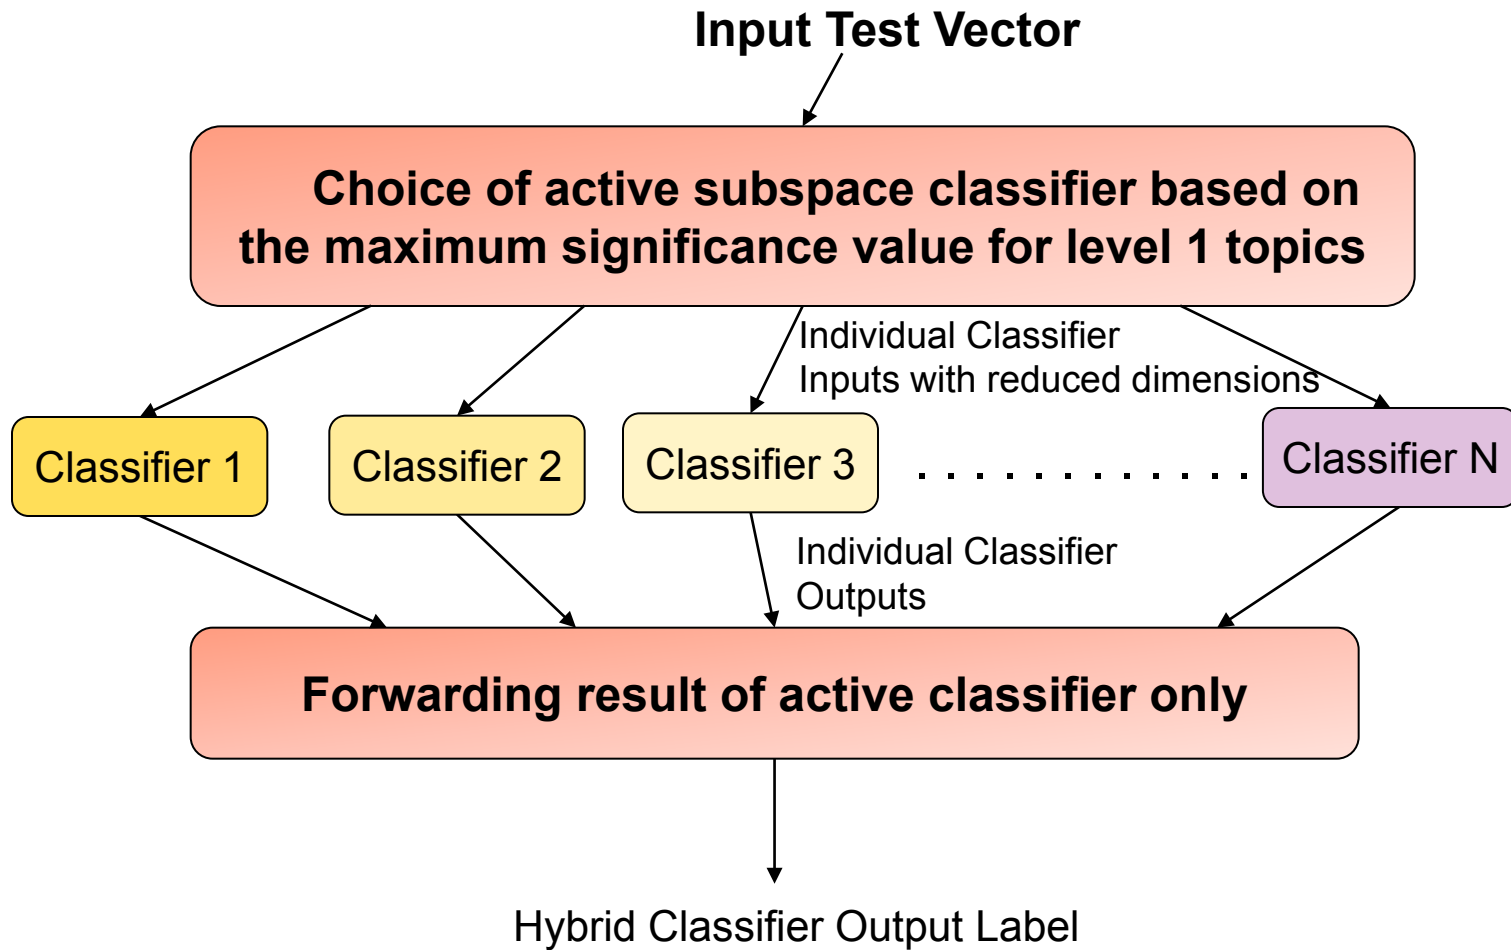 Input Test Vector
Choice of active subspace classifier based on
the maximum significance value for level 1 topics
Individual Classifier
Inputs with reduced dimensions
Classifier 1
Classifier 2
Classifier 3
. . . . . . . . . . . . .
Classifier N
Individual Classifier
Outputs
Forwarding result of active classifier only
Hybrid Classifier Output Label